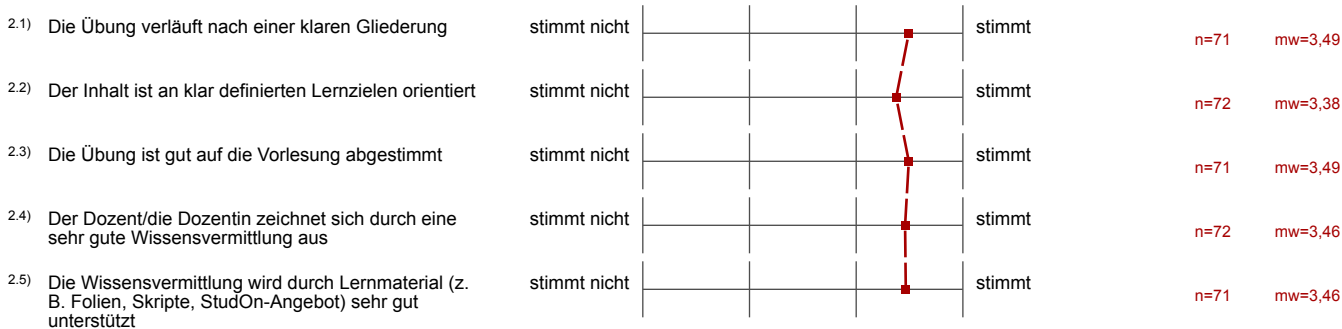 2.1) Die Übung verläuft nach einer klaren Gliederung stimmt nicht stimmt n=71 mw=3,49
2.2) Der Inhalt ist an klar definierten Lernzielen orientiert stimmt nicht stimmt n=72 mw=3,38
2.3) Die Übung ist gut auf die Vorlesung abgestimmt stimmt nicht stimmt n=71 mw=3,49
2.4) Der Dozent/die Dozentin zeichnet sich durch eine stimmt nicht stimmt n=72 mw=3,46
sehr gute Wissensvermittlung aus
2.5) Die Wissensvermittlung wird durch Lernmaterial (z. stimmt nicht stimmt n=71 mw=3,46
B. Folien, Skripte, StudOn-Angebot) sehr gut
unterstützt